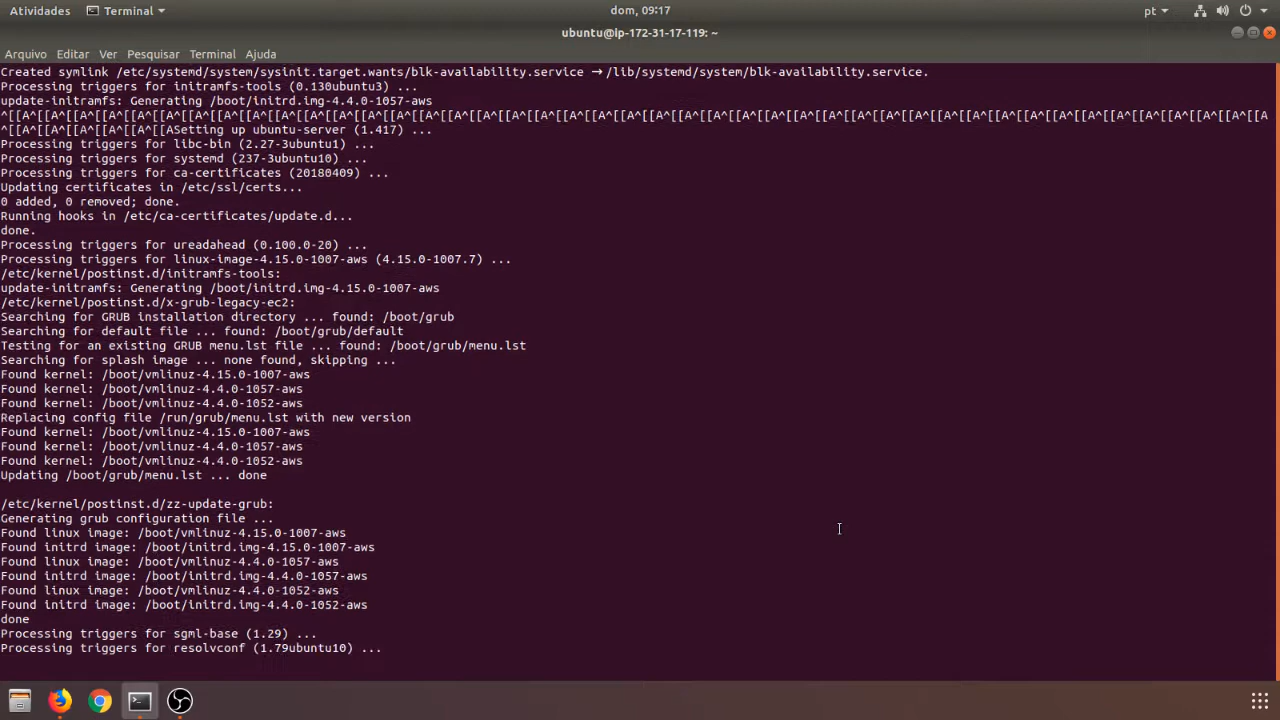 Atividades Terminal dom, 09:17 pt
ubuntu@ip-172-31-17-119: ~
Arquivo Editar Ver Pesquisar Terminal Ajuda
Created symlink /etc/systemd/system/sysinit.target.wants/blk-availability.service → /lib/systemd/system/blk-availability.service.
Processing triggers for initramfs-tools (0.130ubuntu3) ...
update-initramfs: Generating /boot/initrd.img-4.4.0-1057-aws
^[[A^[[A^[[A^[[A^[[A^[[A^[[A^[[A^[[A^[[A^[[A^[[A^[[A^[[A^[[A^[[A^[[A^[[A^[[A^[[A^[[A^[[A^[[A^[[A^[[A^[[A^[[A^[[A^[[A^[[A^[[A^[[A^[[A^[[A^[[A^[[A^[[A^[[A^[[A^[[A^[[A^[[A^[[A^[[A
^[[A^[[A^[[A^[[A^[[A^[[ASetting up ubuntu-server (1.417) ...
Processing triggers for libc-bin (2.27-3ubuntu1) ...
Processing triggers for systemd (237-3ubuntu10) ...
Processing triggers for ca-certificates (20180409) ...
Updating certificates in /etc/ssl/certs...
0 added, 0 removed; done.
Running hooks in /etc/ca-certificates/update.d...
done.
Processing triggers for ureadahead (0.100.0-20) ...
Processing triggers for linux-image-4.15.0-1007-aws (4.15.0-1007.7) ...
/etc/kernel/postinst.d/initramfs-tools:
update-initramfs: Generating /boot/initrd.img-4.15.0-1007-aws
/etc/kernel/postinst.d/x-grub-legacy-ec2:
Searching for GRUB installation directory ... found: /boot/grub
Searching for default file ... found: /boot/grub/default
Testing for an existing GRUB menu.lst file ... found: /boot/grub/menu.lst
Searching for splash image ... none found, skipping ...
Found kernel: /boot/vmlinuz-4.15.0-1007-aws
Found kernel: /boot/vmlinuz-4.4.0-1057-aws
Found kernel: /boot/vmlinuz-4.4.0-1052-aws
Replacing config file /run/grub/menu.lst with new version
Found kernel: /boot/vmlinuz-4.15.0-1007-aws
Found kernel: /boot/vmlinuz-4.4.0-1057-aws
Found kernel: /boot/vmlinuz-4.4.0-1052-aws
Updating /boot/grub/menu.lst ... done
/etc/kernel/postinst.d/zz-update-grub:
Generating grub configuration file ...
Found linux image: /boot/vmlinuz-4.15.0-1007-aws
Found initrd image: /boot/initrd.img-4.15.0-1007-aws
Found linux image: /boot/vmlinuz-4.4.0-1057-aws
Found initrd image: /boot/initrd.img-4.4.0-1057-aws
Found linux image: /boot/vmlinuz-4.4.0-1052-aws
Found initrd image: /boot/initrd.img-4.4.0-1052-aws
done
Processing triggers for sgml-base (1.29) ...
Processing triggers for resolvconf (1.79ubuntu10) ...